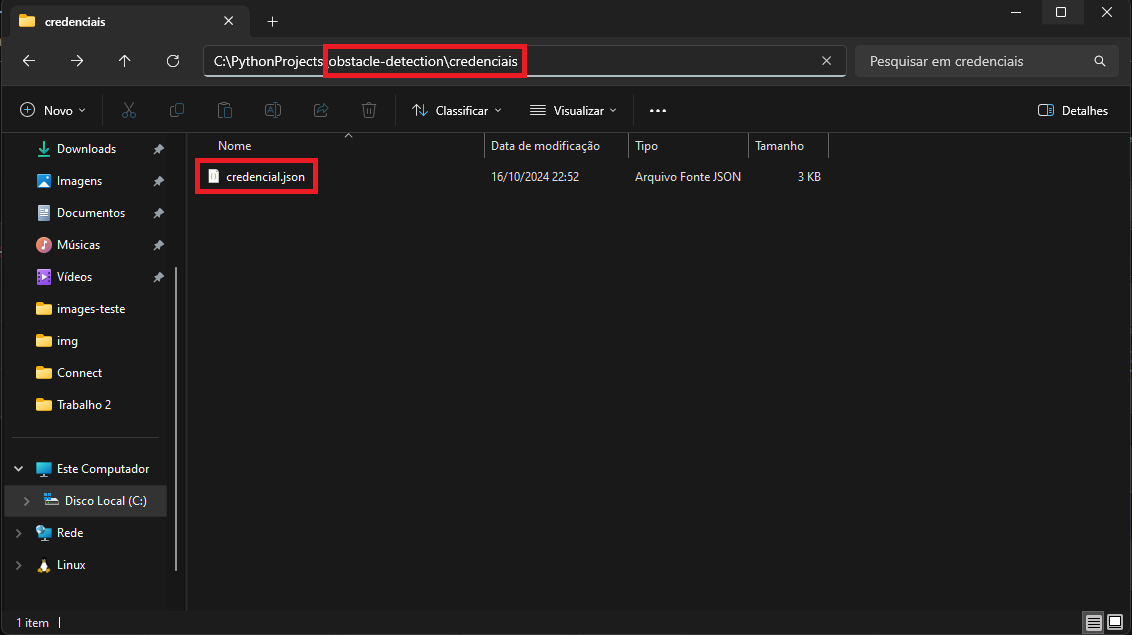 credenciais
C:\PythonProjects\obstacle-detection\credenciais
Pesquisar em credenciais
Novo
Classificar
Visualizar
Detalhes
Nome
Data de modificação
Tipo
Tamanho
credencial.json
16/10/2024 22:52
Arquivo Fonte JSON
3 KB
Downloads
Imagens
Documentos
Músicas
Vídeos
images-teste
img
Connect
Trabalho 2
Este Computador
Disco Local (C:)
Rede
Linux
1 item